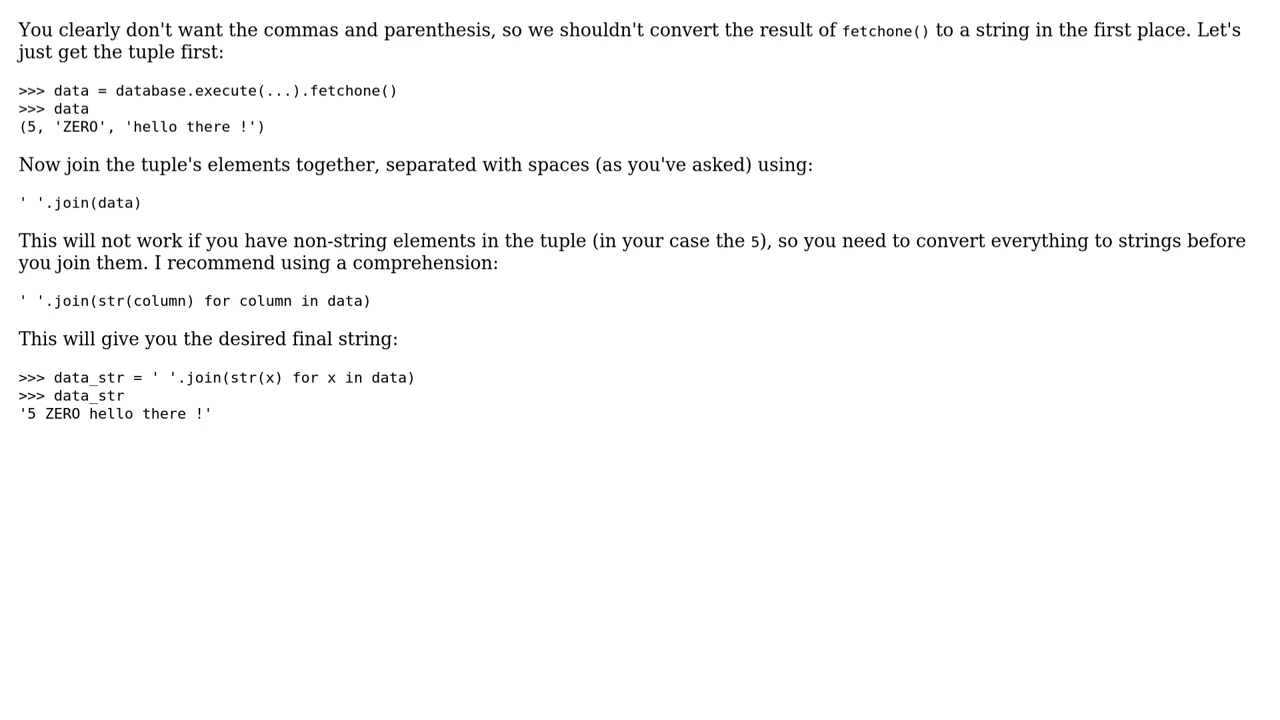 You clearly don't want the commas and parenthesis, so we shouldn't convert the result of fetchone() to a string in the first place. Let's
just get the tuple first:
>>> data = database.execute(...).fetchone()
>>> data
(5, 'ZERO', 'hello there !')
Now join the tuple's elements together, separated with spaces (as you've asked) using:
' '.join(data)
This will not work if you have non-string elements in the tuple (in your case the 5), so you need to convert everything to strings before
you join them. I recommend using a comprehension:
' '.join(str(column) for column in data)
This will give you the desired final string:
>>> data_str = ' '.join(str(x) for x in data)
>>> data_str
'5 ZERO hello there !'